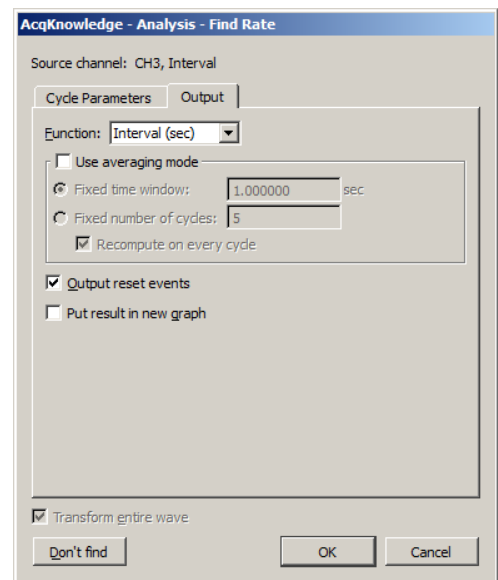 AcqKnowledge - Analysis - Find Rate
Source channel: CH3, Interval
Cycle Parameters Output
Function: Interval (sec)
Use averaging mode
Fixed time window: 1.000000 sec
Fixed number of cycles: 5
Recompute on every cycle
Output reset events
Put result in new graph
Transform entire wave
Don't find OK Cancel